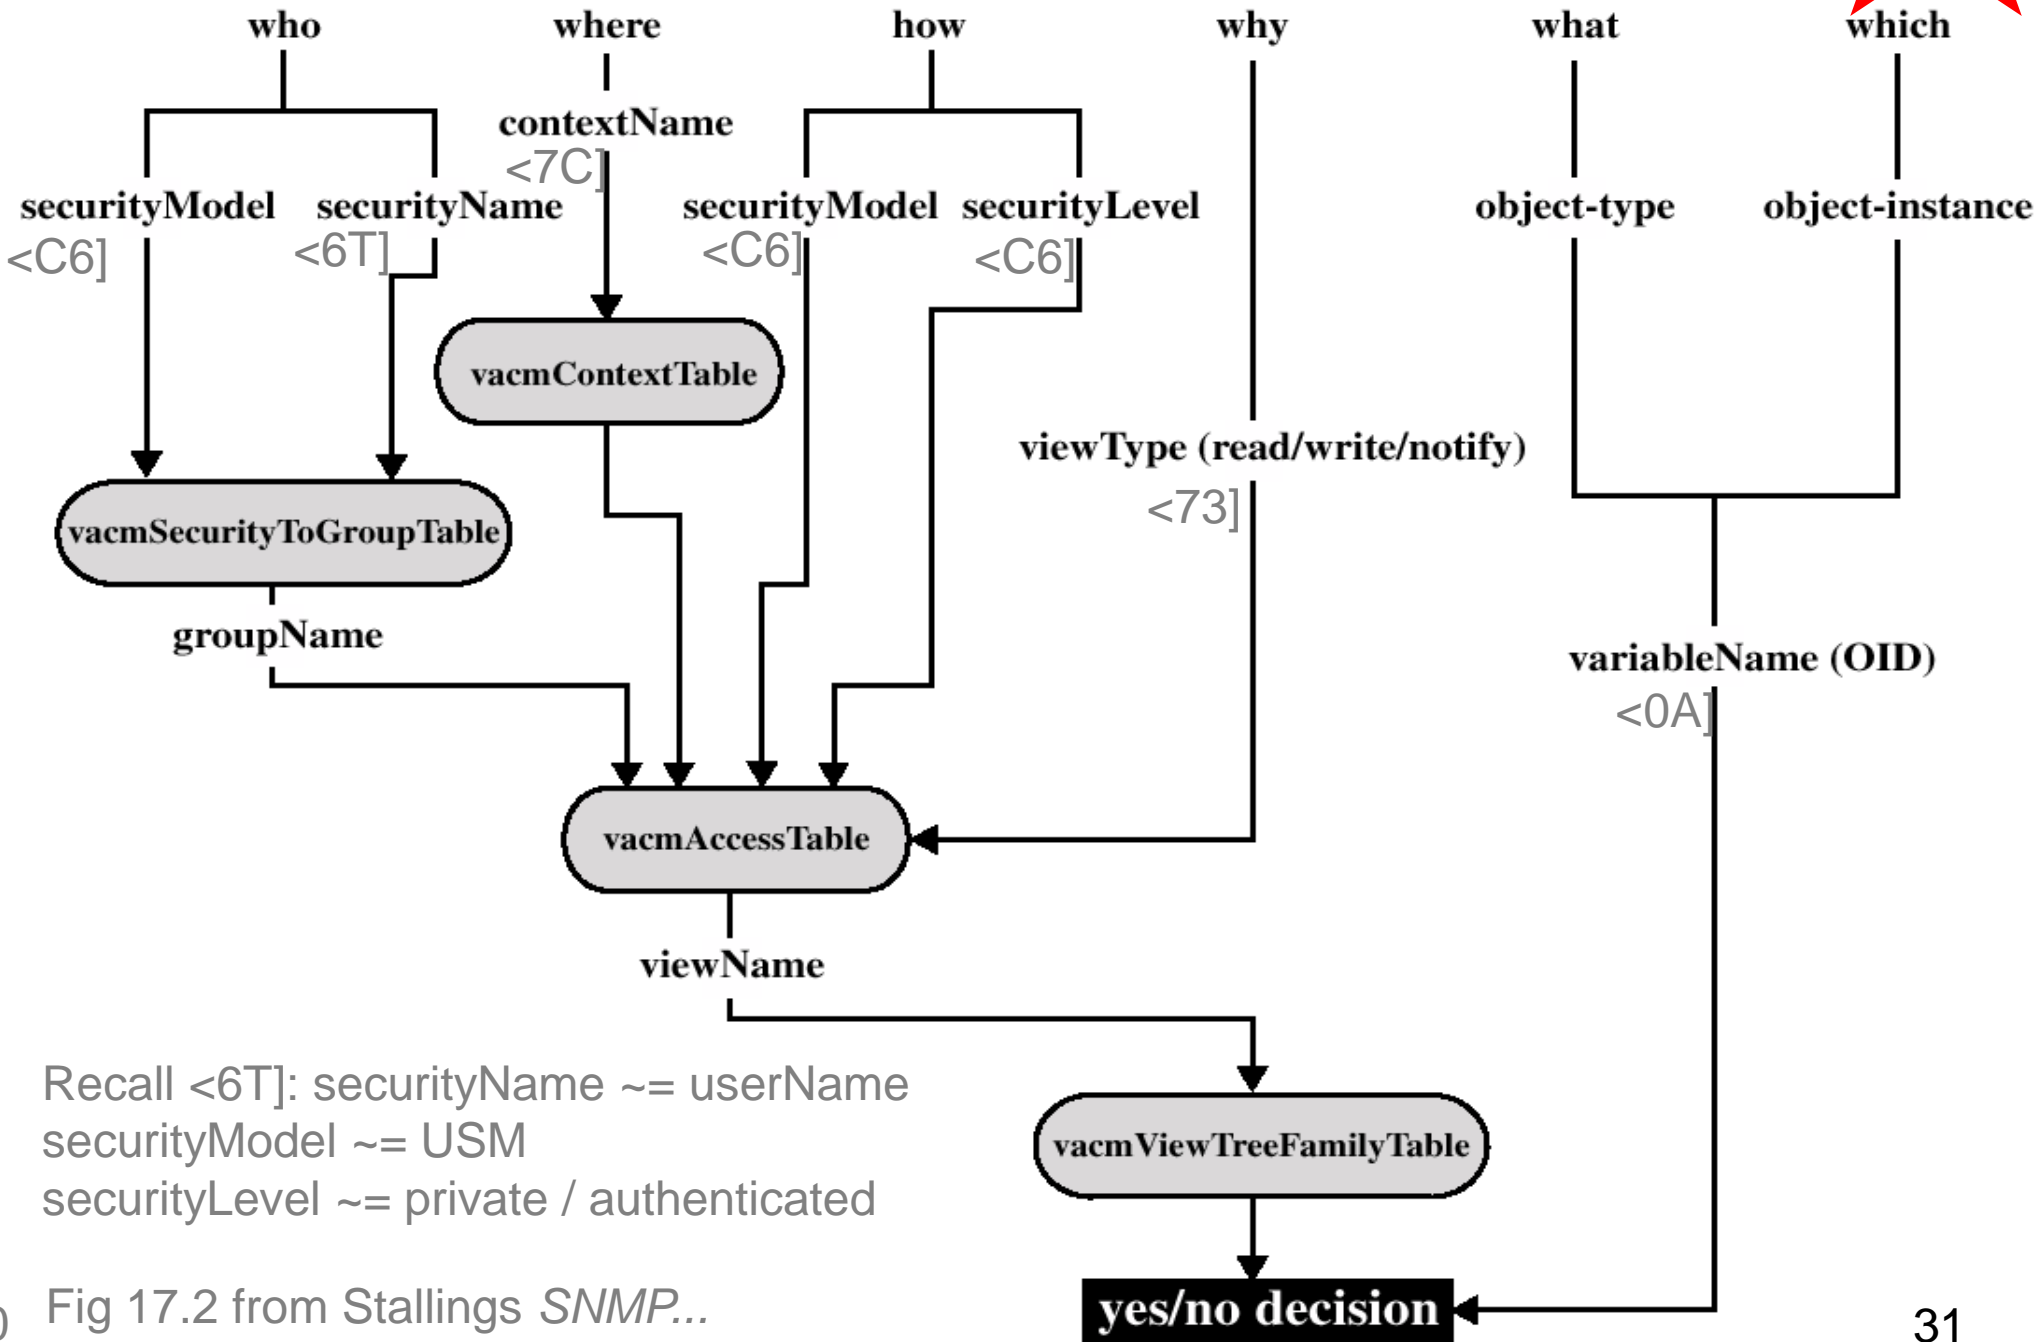 who where how why what which
contextName
<7C]
securityModel securityName securityModel securityLevel object-type object-instance
<C6] <6T] <C6] <C6]
vacmContextTable
viewType (read/write/notify)
<73]
vacmSecurityToGroupTable
groupName
variableName (OID)
<0A]
vacmAccessTable
viewName
Recall <6T]: securityName ~= userName
securityModel ~= USM
securityLevel ~= private / authenticated
vacmViewTreeFamilyTable
Fig 17.2 from Stallings SNMP...
yes/no decision
31